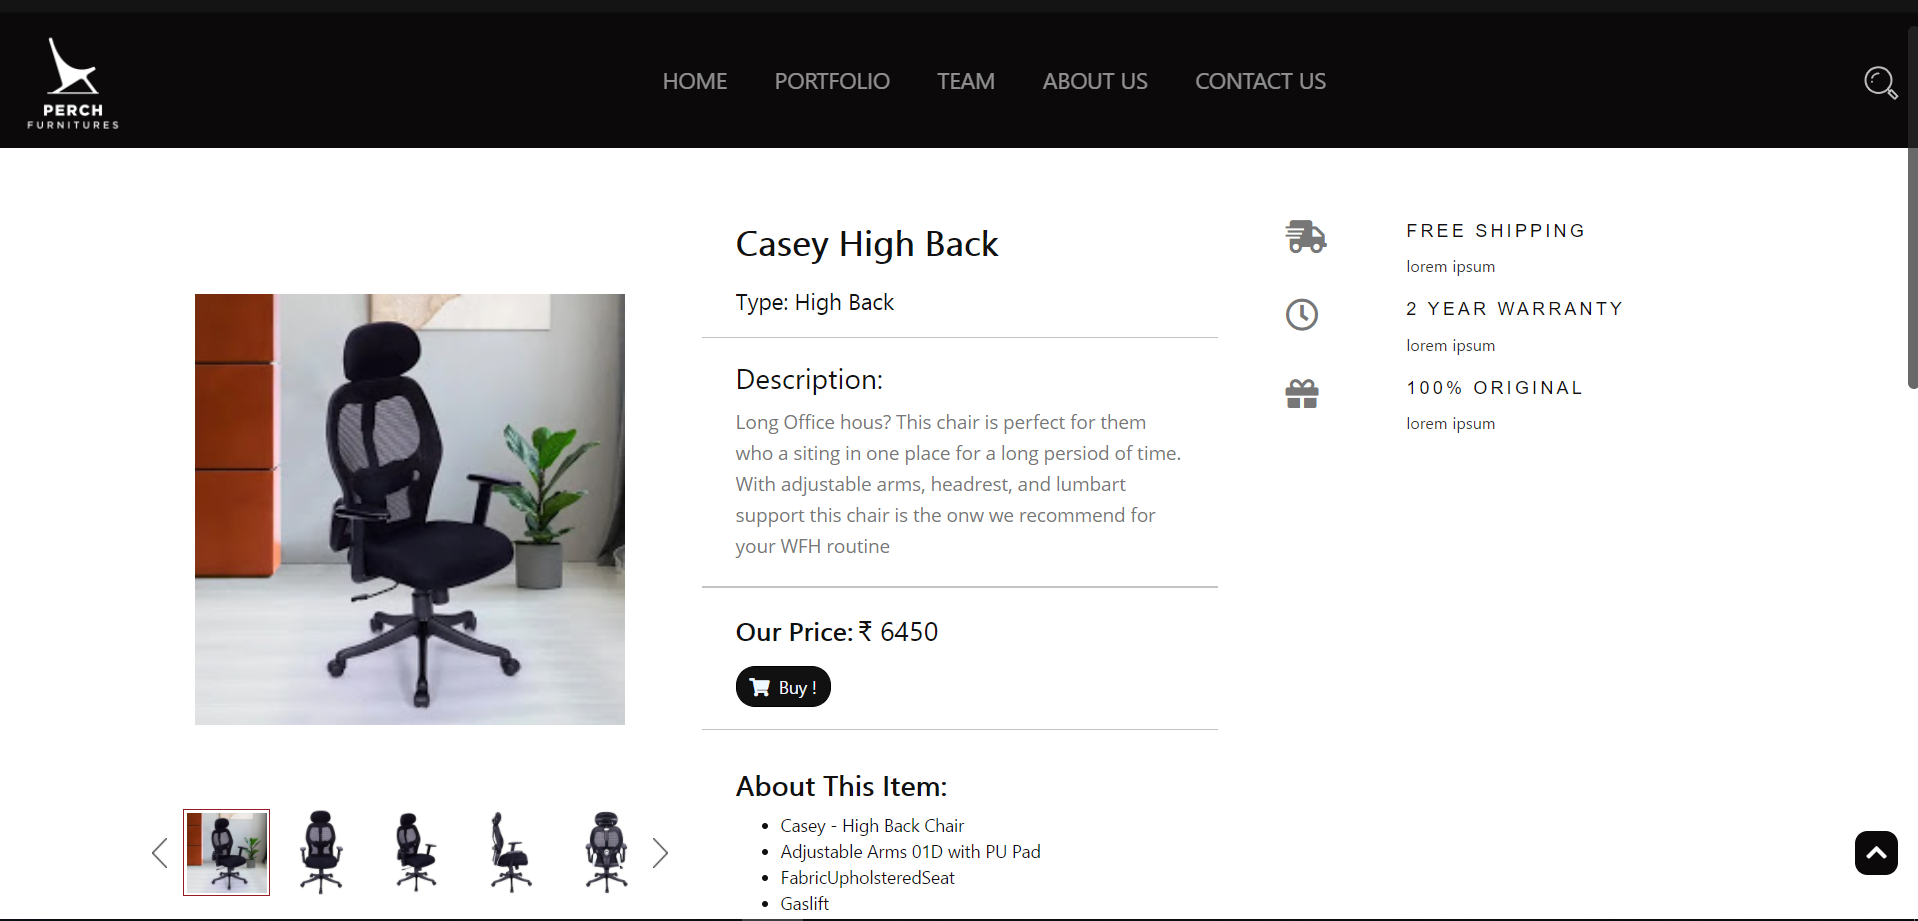 PERCH
FURNITURES
HOME PORTFOLIO TEAM ABOUT US CONTACT US
Casey High Back
Type: High Back
Description:
Long Office hous? This chair is perfect for them
who a siting in one place for a long persiod of time.
With adjustable arms, headrest, and lumbart
support this chair is the onw we recommend for
your WFH routine
Our Price: ₹ 6450
Buy !
About This Item:
• Casey - High Back Chair
• Adjustable Arms 01D with PU Pad
• FabricUpholsteredSeat
• Gaslift
FREE SHIPPING
lorem ipsum
2 YEAR WARRANTY
lorem ipsum
100% ORIGINAL
lorem ipsum